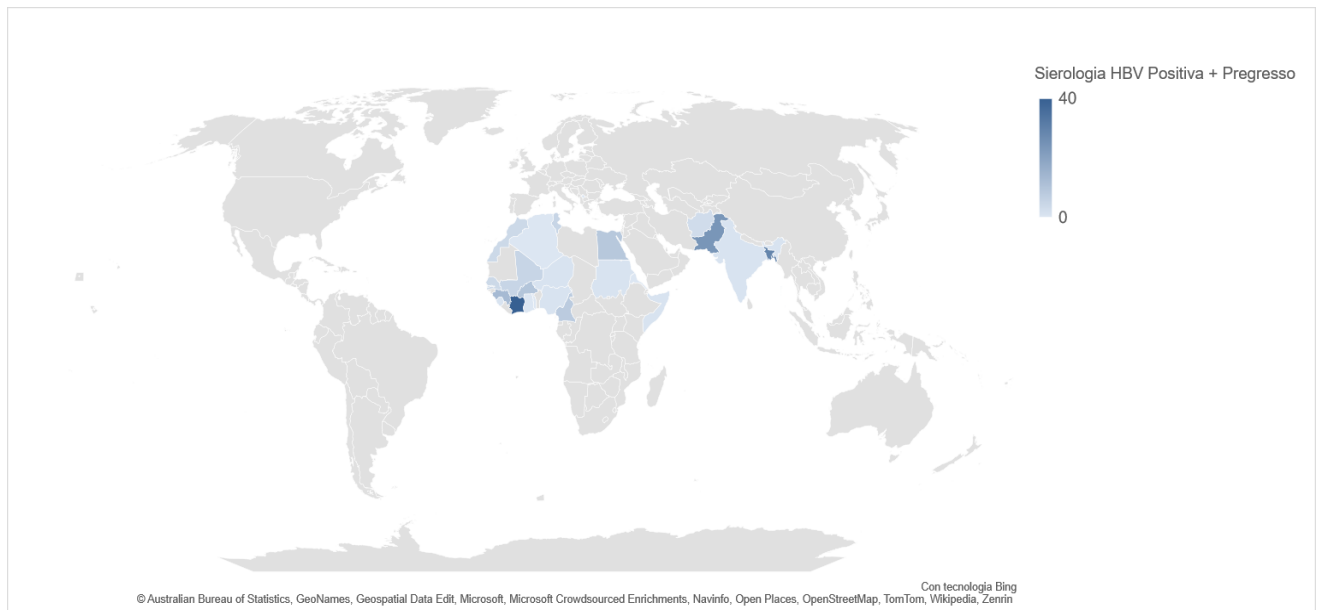 Sierologia HBV Positiva + Pregresso
40
0
Con tecnologia Bing
© Australian Bureau of Statistics, GeoNames, Geospatial Data Edit, Microsoft, Microsoft Crowdsourced Enrichments, Navinfo, Open Places, OpenStreetMap, TomTom, Wikipedia, Zenrin